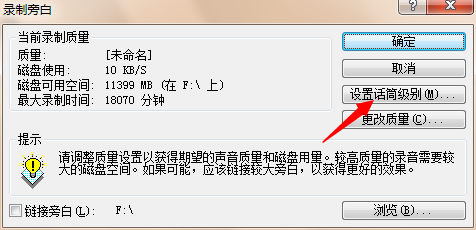 录制旁白
当前录制质量
确定
质量： [未命名]
磁盘使用： 10 KB/S
取消
磁盘可用空间： 11399 MB (在 F:\ 上)
最大录制时间： 18070 分钟
设置话筒级别(M)...
更改质量(C)...
提示
请调整质量设置以获得期望的声音质量和磁盘用量。较高质量的录音需要较
大的磁盘空间。如果可能，应该链接较大旁白，以获得更好的效果。
链接旁白(L)： F:\
浏览(B)...